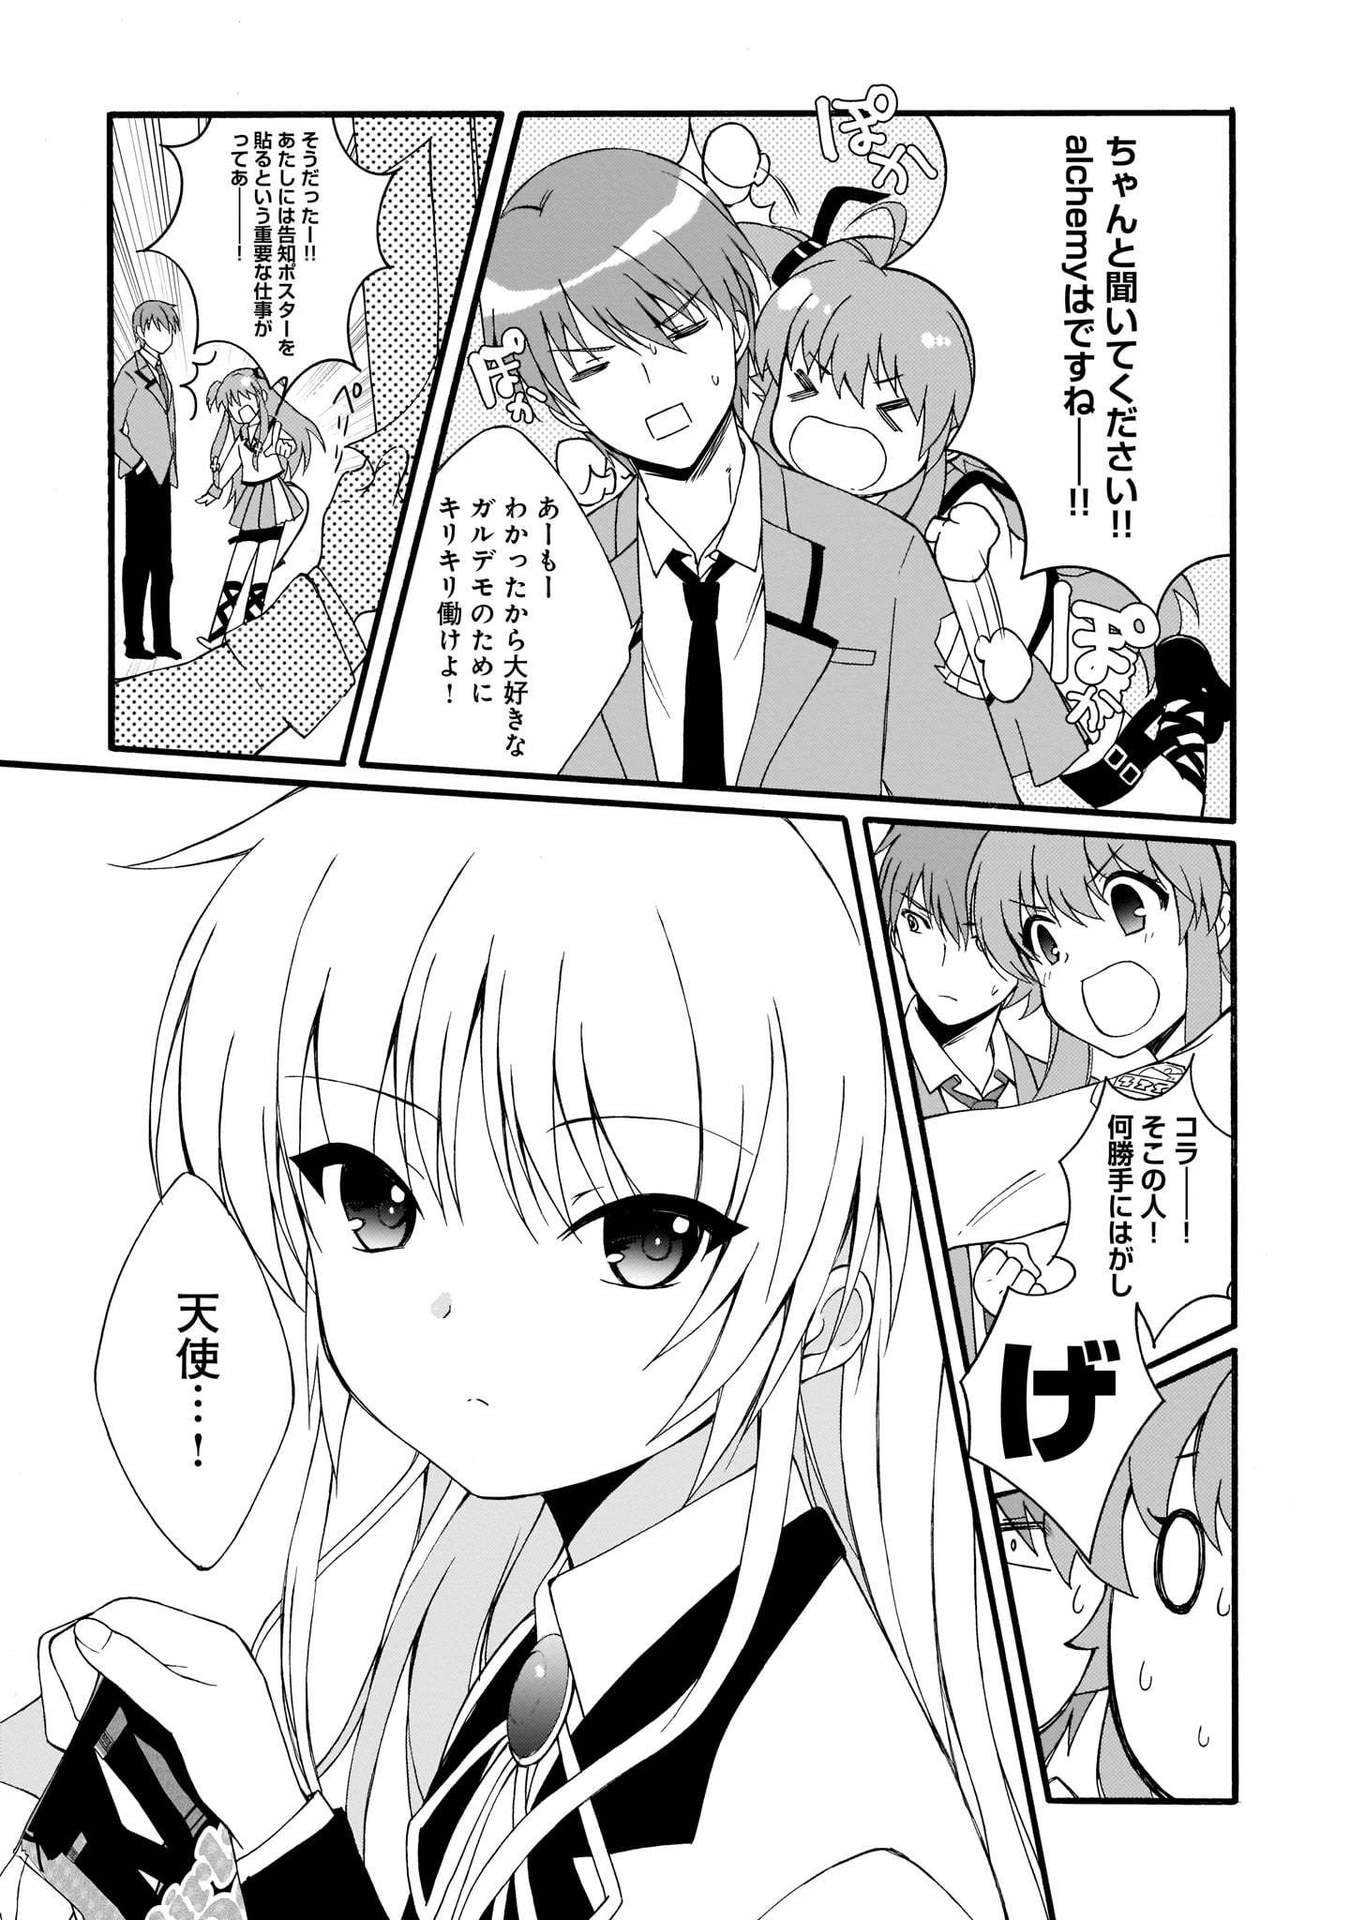 ちゃんと聞いてください!!
alchemyはですね――!!
ぽか
ぽか
ぽか
あーもー
わかったから大好きな
ガルデモのために
キリキリ働けよ！
そうだったー!!
あたしには告知ポスターを
貼るという重要な仕事が
ってあ――！
コラ――！
そこの人！
何勝手にはがし
げ
天使…！